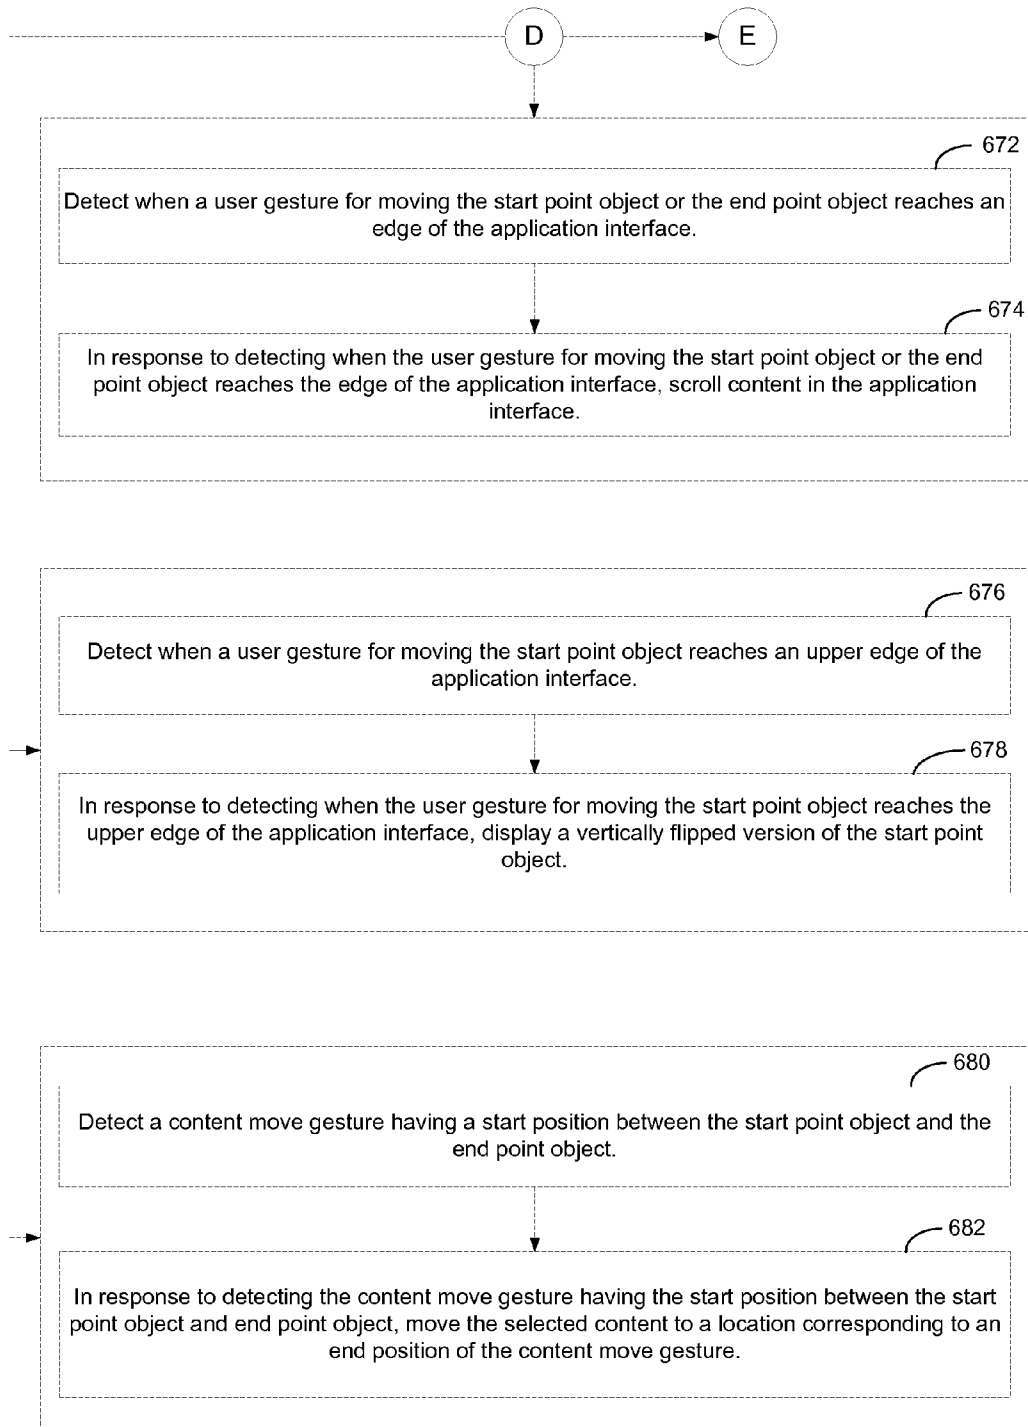 D
E
672
Detect when a user gesture for moving the start point object or the end point object reaches an
edge of the application interface.
674
In response to detecting when the user gesture for moving the start point object or the end
point object reaches the edge of the application interface, scroll content in the application
interface.
676
Detect when a user gesture for moving the start point object reaches an upper edge of the
application interface.
678
In response to detecting when the user gesture for moving the start point object reaches the
upper edge of the application interface, display a vertically flipped version of the start point
object.
680
Detect a content move gesture having a start position between the start point object and the
end point object.
682
In response to detecting the content move gesture having the start position between the start
point object and end point object, move the selected content to a location corresponding to an
end position of the content move gesture.